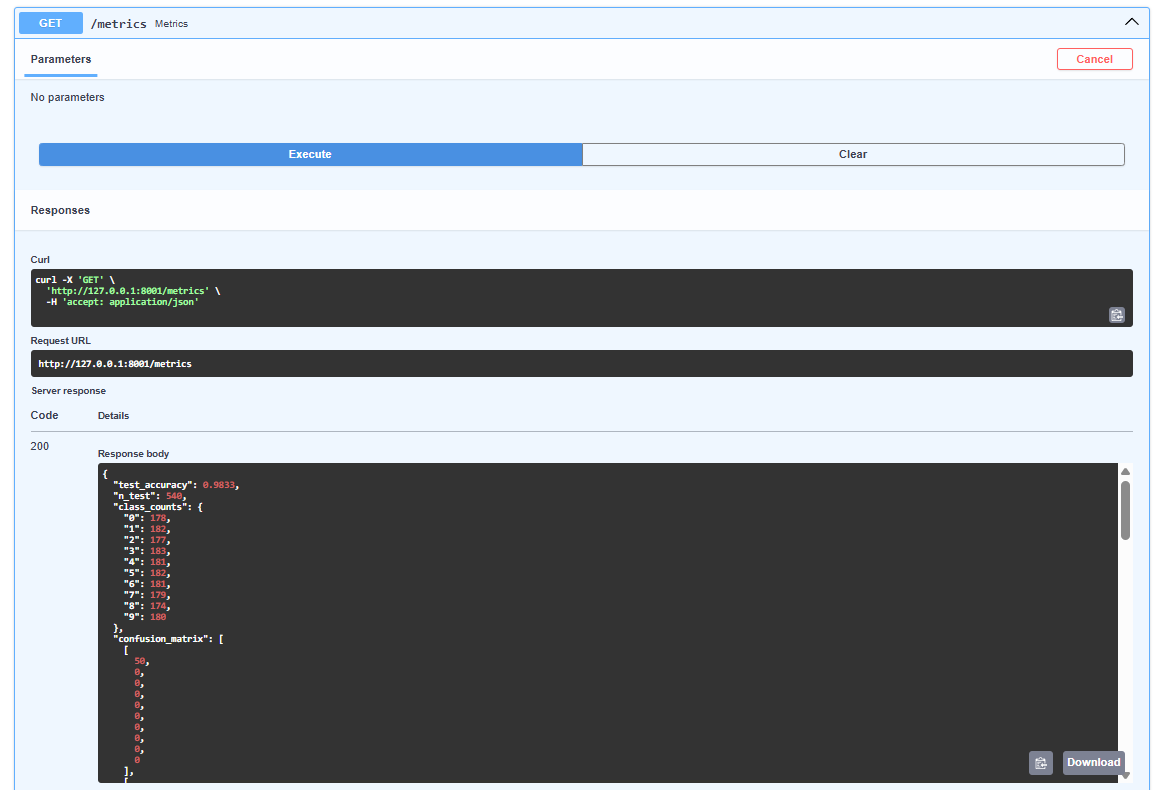 GET /metrics Metrics
Parameters
Cancel
No parameters
Execute
Clear
Responses
Curl
curl -X 'GET' \
  'http://127.0.0.1:8001/metrics' \
  -H 'accept: application/json'
Request URL
http://127.0.0.1:8001/metrics
Server response
Code Details
200
Response body
{
  "test_accuracy": 0.9833,
  "n_test": 540,
  "class_counts": {
    "0": 178,
    "1": 182,
    "2": 177,
    "3": 183,
    "4": 181,
    "5": 182,
    "6": 181,
    "7": 179,
    "8": 174,
    "9": 180
  },
  "confusion_matrix": [
    [
      50,
      0,
      0,
      0,
      0,
      0,
      0,
      0,
      0,
      0
    ],
    [
Download